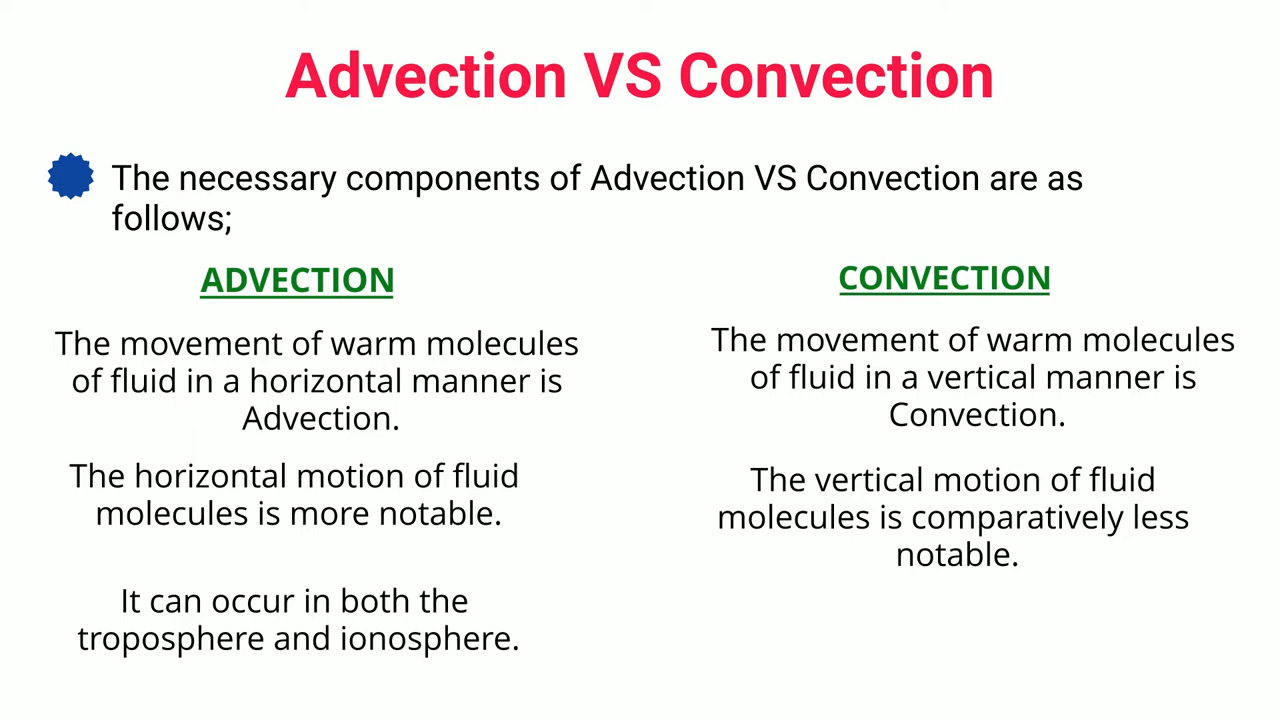 Advection VS Convection
The necessary components of Advection VS Convection are as
follows;
ADVECTION
The movement of warm molecules
of fluid in a horizontal manner is
Advection.
The horizontal motion of fluid
molecules is more notable.
It can occur in both the
troposphere and ionosphere.
CONVECTION
The movement of warm molecules
of fluid in a vertical manner is
Convection.
The vertical motion of fluid
molecules is comparatively less
notable.